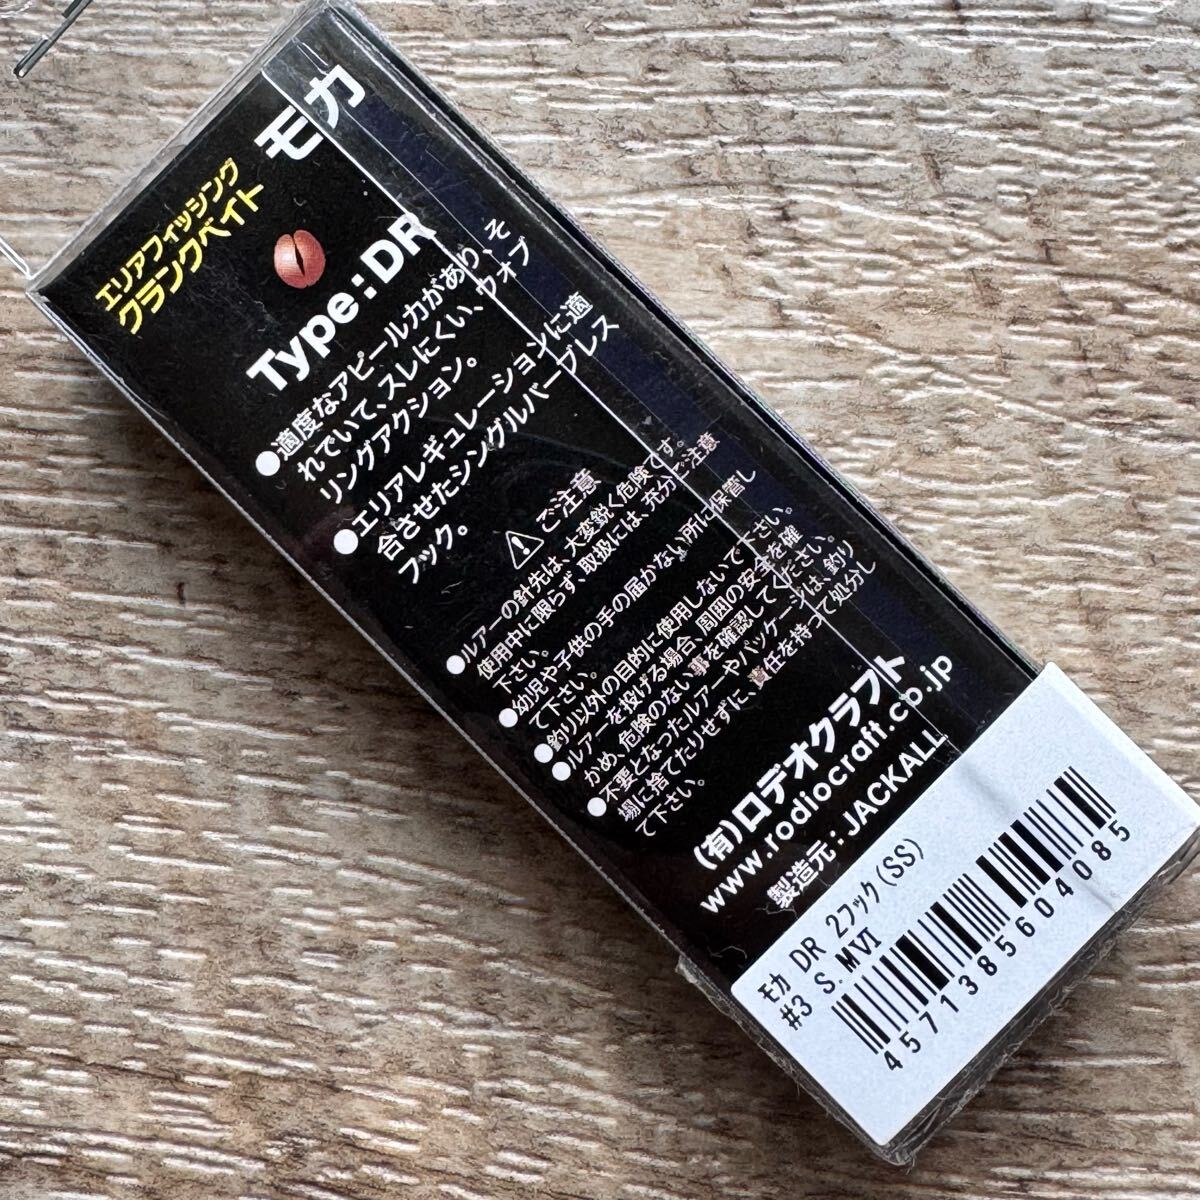 エリアフィッシング
クランクベイト
モカ
Type:DR
●適度なアピール力があり、そ
れでいて、スレにくい、ウォブ
リングアクション。
●エリアレギュレーションに適
合させたシングルバーブレス
フック。
ご注意
●ルアーの針先は、大変鋭く危険です。
使用中に限らず、取扱には、充分ご注意
下さい。
●幼児や子供の手の届かない所に保管し
て下さい。
●釣り以外の目的に使用しないで下さい。
●ルアーを投げる場合、周囲の安全を確
かめ、危険のない事を確認してください。
●不要となったルアーやパッケージは、釣り
場に捨てたりせずに、責任を持って処分し
て下さい。
(有)ロデオクラフト
www.rodiocraft.co.jp
製造元:JACKALL
モカ DR 2フック(SS)
#3 S.MVI
4571385604085